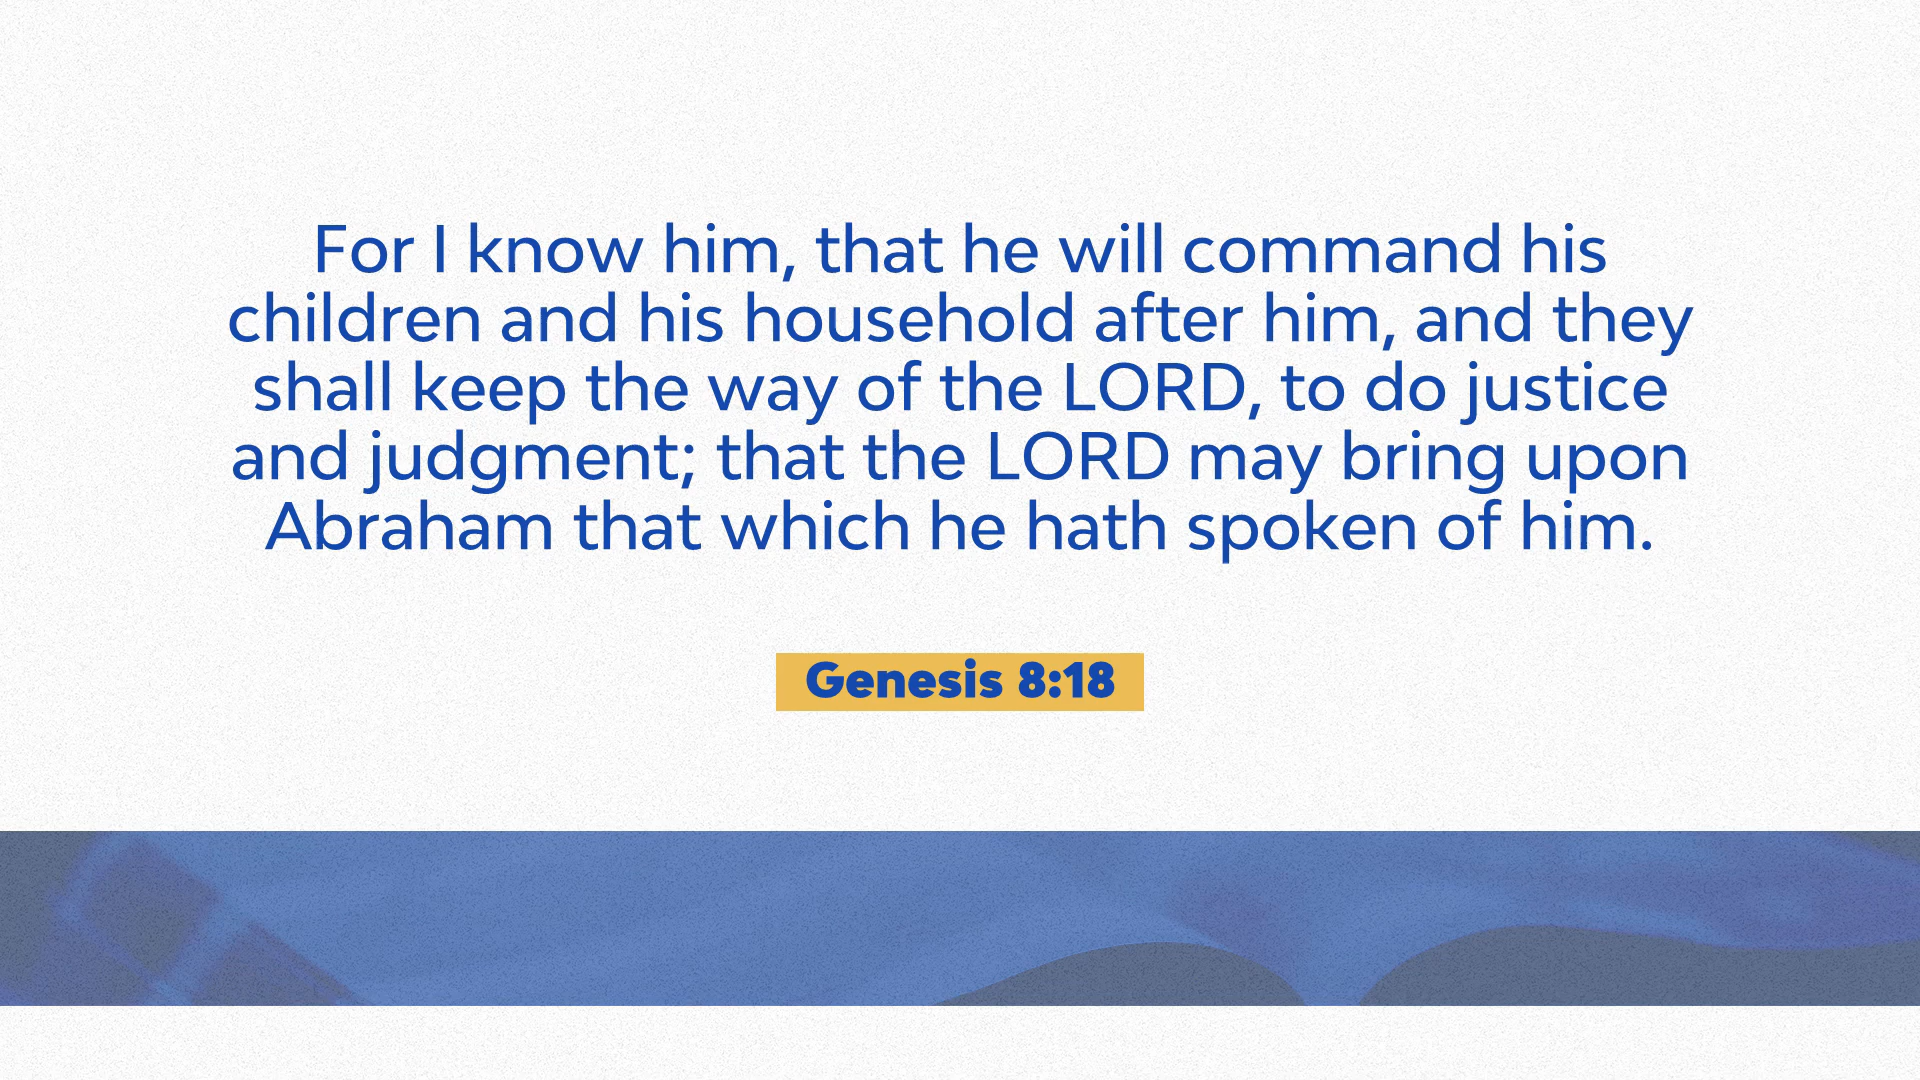 For I know him, that he will command his
children and his household after him, and they
shall keep the way of the LORD, to do justice
and judgment; that the LORD may bring upon
Abraham that which he hath spoken of him.
Genesis 8:18